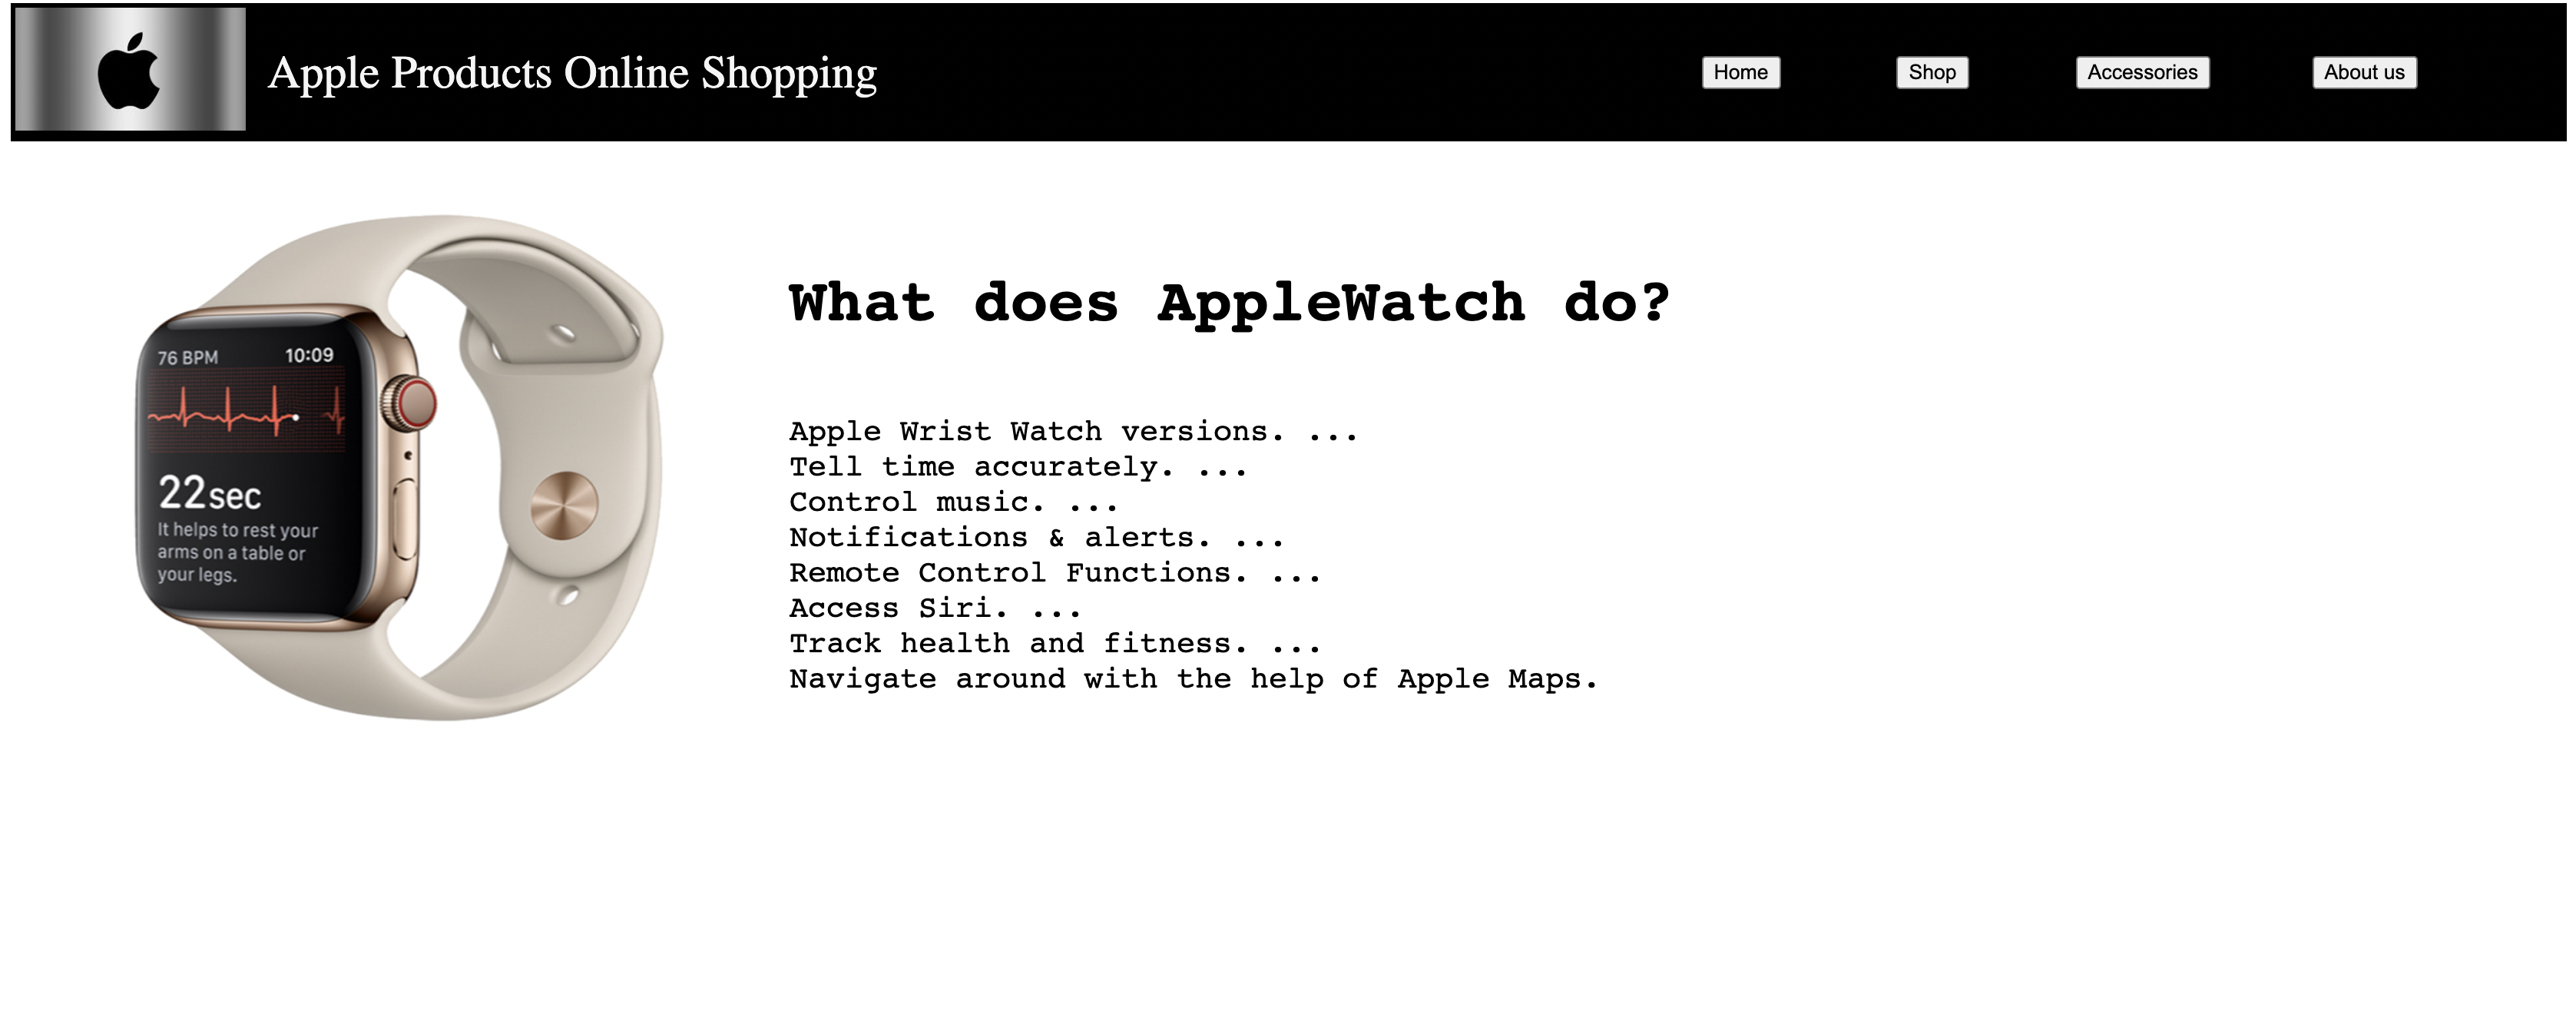 Apple Products Online Shopping
Home
Shop
Accessories
About us
76 BPM
10:09
22sec
It helps to rest your
arms on a table or
your legs.
What does AppleWatch do?
Apple Wrist Watch versions. ...
Tell time accurately. ...
Control music. ...
Notifications & alerts. ...
Remote Control Functions. ...
Access Siri. ...
Track health and fitness. ...
Navigate around with the help of Apple Maps.